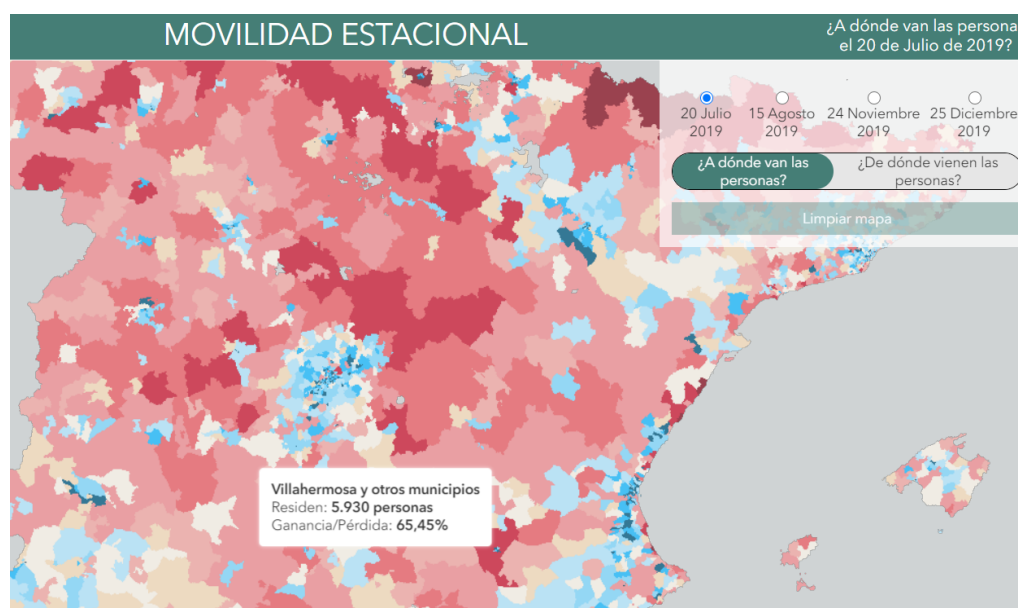 MOVILIDAD ESTACIONAL
¿A dónde van las persona
el 20 de Julio de 2019?
20 Julio 15 Agosto 24 Noviembre 25 Diciembre
2019 2019 2019 2019
¿A dónde van las ¿De dónde vienen las
personas? personas?
Limpiar mapa
Villahermosa y otros municipios
Residen: 5.930 personas
Ganancia/Pérdida: 65,45%